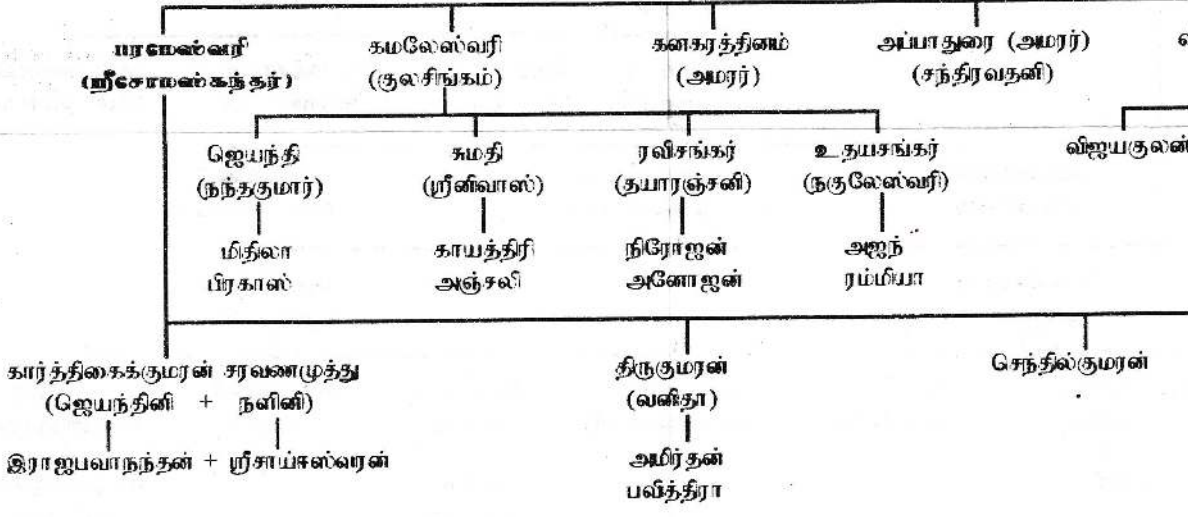 பரமேஸ்வரி கமலேஸ்வரி கனகரத்தினம் அப்பாதுரை (அமரர்)
(ஸ்ரீசோமஸ்கந்தர்) (குலசிங்கம்) (அமரர்) (சந்திரவதனி)
ஜெயந்தி சுமதி ரவிசங்கர் உதயசங்கர் விஜயகுலன்
(நந்தகுமார்) (ஸ்ரீனிவாஸ்) (தயாரஞ்சனி) (நகுலேஸ்வரி)
மிதிலா காயத்திரி நிரோஜன் அஜந்
பிரகாஸ் அஞ்சலி அனோஜன் ரம்மியா
கார்த்திகைக்குமரன் சரவணமுத்து திருகுமரன் செந்தில்குமரன்
(ஜெயந்தினி + நளினி) (வனிதா)
இராஜபவாநந்தன் + ஸ்ரீசாய்ஈஸ்வரன் அமிர்தன்
பவித்திரா